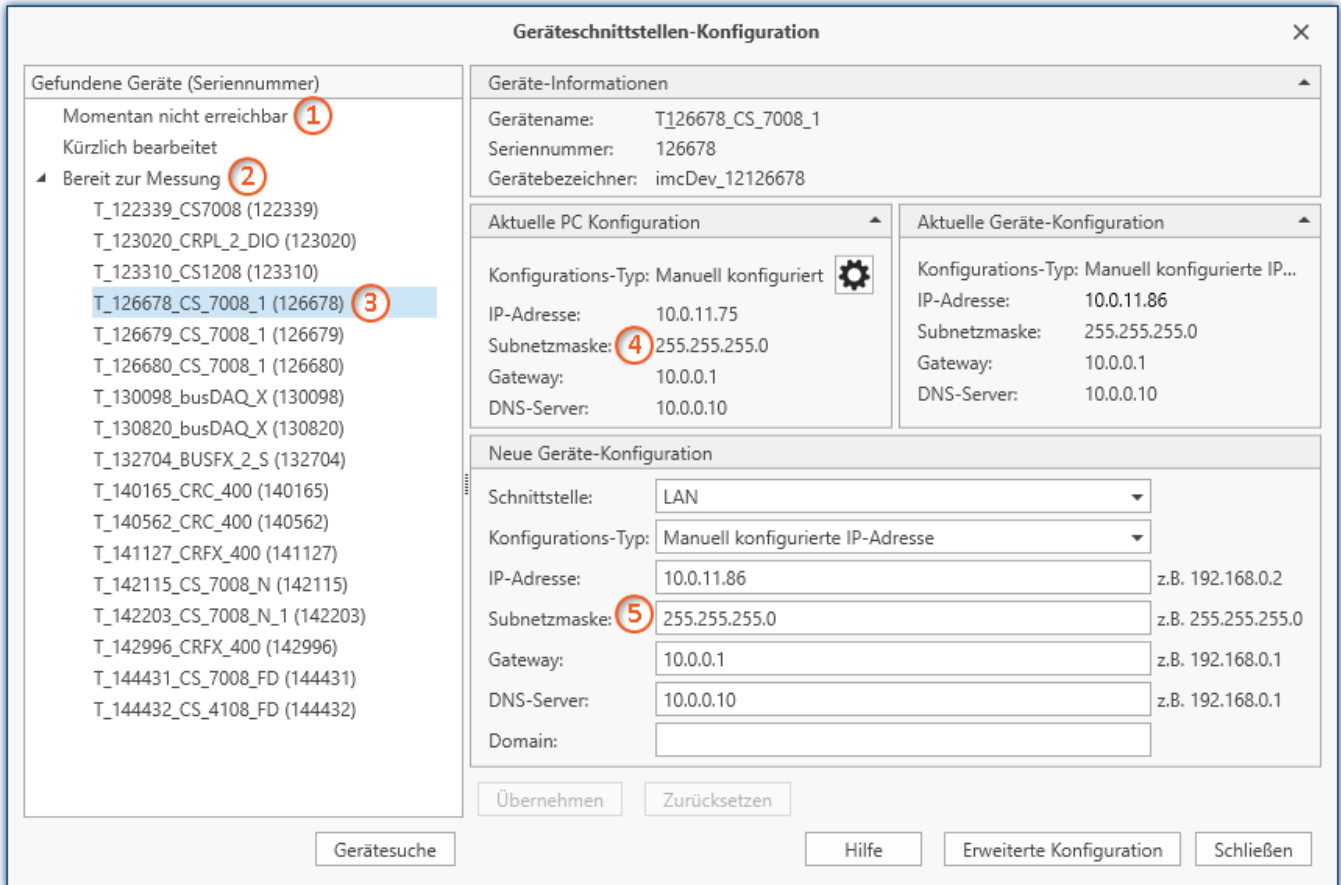 Geräteschnittstellen-Konfiguration
Gefundene Geräte (Seriennummer)
Momentan nicht erreichbar 1
Kürzlich bearbeitet
Bereit zur Messung 2
T_122339_CS7008 (122339)
T_123020_CRPL_2_DIO (123020)
T_123310_CS1208 (123310)
T_126678_CS_7008_1 (126678) 3
T_126679_CS_7008_1 (126679)
T_126680_CS_7008_1 (126680)
T_130098_busDAQ_X (130098)
T_130820_busDAQ_X (130820)
T_132704_BUSFX_2_S (132704)
T_140165_CRC_400 (140165)
T_140562_CRC_400 (140562)
T_141127_CRFX_400 (141127)
T_142115_CS_7008_N (142115)
T_142203_CS_7008_N_1 (142203)
T_142996_CRFX_400 (142996)
T_144431_CS_7008_FD (144431)
T_144432_CS_4108_FD (144432)
Gerätesuche
Geräte-Informationen
Gerätename: T126678_CS_7008_1
Seriennummer: 126678
Gerätebezeichner: imcDev_12126678
Aktuelle PC Konfiguration
Konfigurations-Typ: Manuell konfiguriert
IP-Adresse: 10.0.11.75
Subnetzmaske: 4 255.255.255.0
Gateway: 10.0.0.1
DNS-Server: 10.0.0.10
Aktuelle Geräte-Konfiguration
Konfigurations-Typ: Manuell konfigurierte IP...
IP-Adresse: 10.0.11.86
Subnetzmaske: 255.255.255.0
Gateway: 10.0.0.1
DNS-Server: 10.0.0.10
Neue Geräte-Konfiguration
Schnittstelle: LAN
Konfigurations-Typ: Manuell konfigurierte IP-Adresse
IP-Adresse: 10.0.11.86 z.B. 192.168.0.2
Subnetzmaske: 5 255.255.255.0 z.B. 255.255.255.0
Gateway: 10.0.0.1 z.B. 192.168.0.1
DNS-Server: 10.0.0.10 z.B. 192.168.0.1
Domain:
Übernehmen Zurücksetzen
Hilfe Erweiterte Konfiguration Schließen